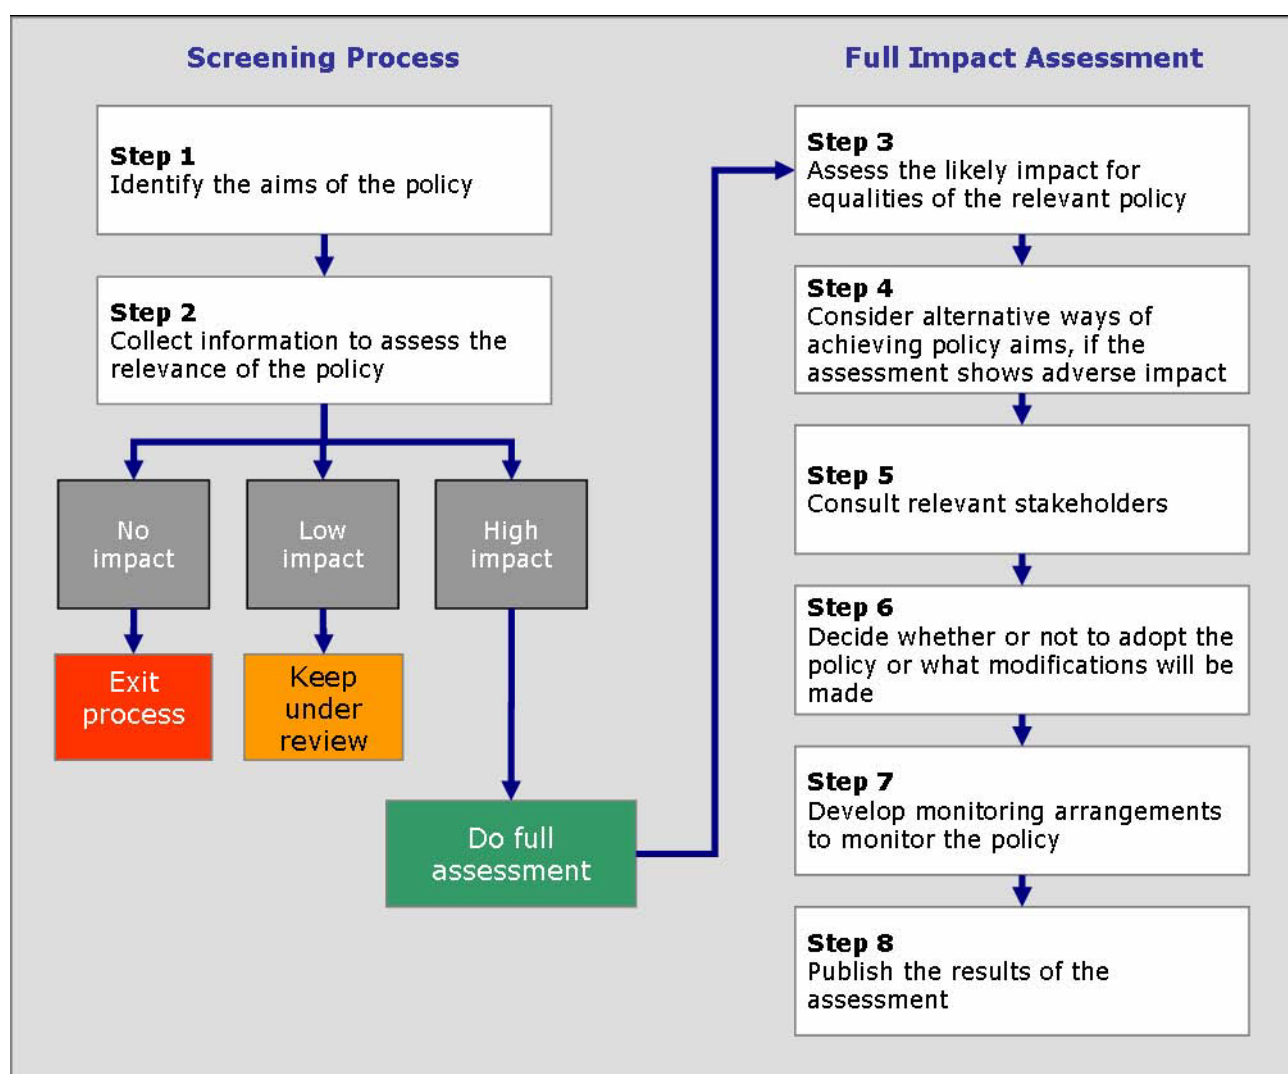 Screening Process
Step 1
Identify the aims of the policy
Step 2
Collect information to assess the
relevance of the policy
No
impact
Low
impact
High
impact
Exit
process
Keep
under
review
Do full
assessment
Full Impact Assessment
Step 3
Assess the likely impact for
equalities of the relevant policy
Step 4
Consider alternative ways of
achieving policy aims, if the
assessment shows adverse impact
Step 5
Consult relevant stakeholders
Step 6
Decide whether or not to adopt the
policy or what modifications will be
made
Step 7
Develop monitoring arrangements
to monitor the policy
Step 8
Publish the results of the
assessment